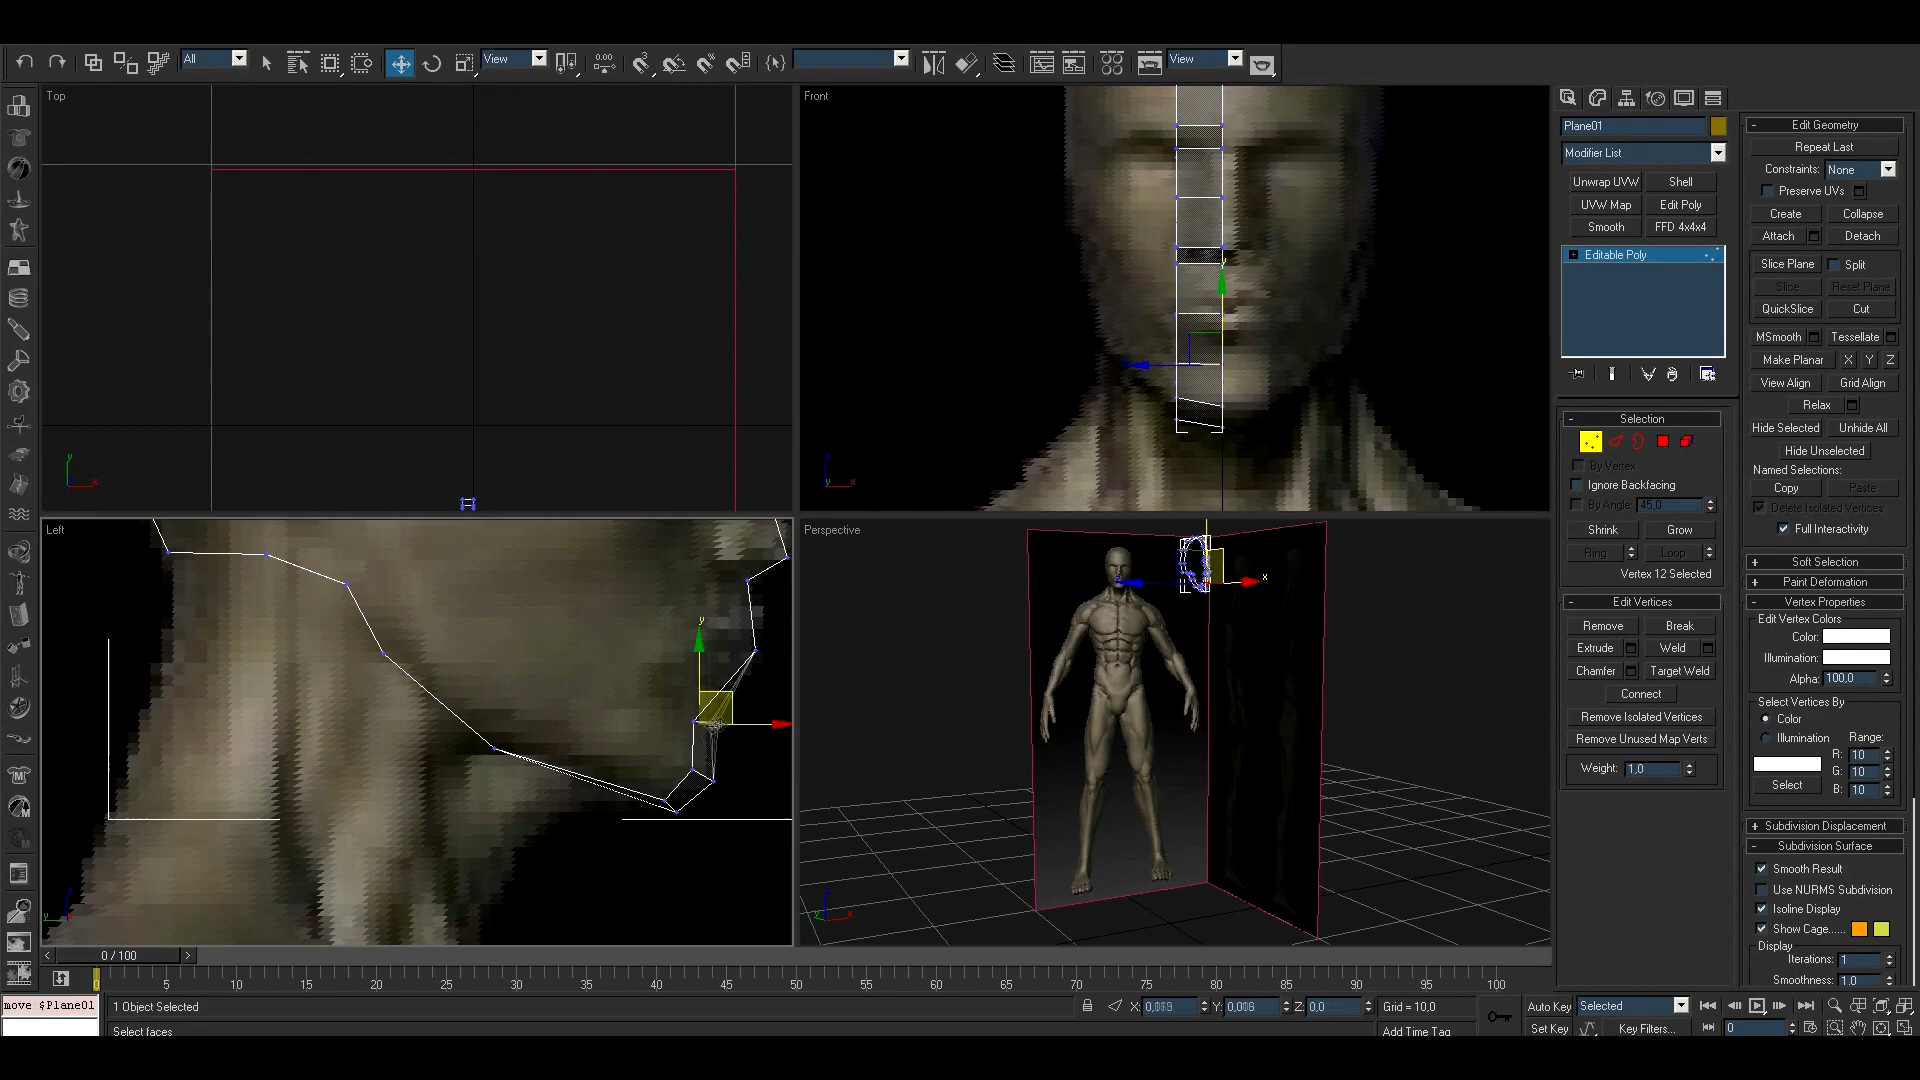 All
View
0.00
View
Top
Front
Left
Perspective
y
x
z
y
x
y
x
y
y
x
x
z
y
x
Plane01
Modifier List
Unwrap UVW
Shell
UVW Map
Edit Poly
Smooth
FFD 4x4x4
Editable Poly
Selection
By Vertex
Ignore Backfacing
By Angle: 45,0
Shrink
Grow
Ring
Loop
Vertex 12 Selected
Edit Vertices
Remove
Break
Extrude
Weld
Chamfer
Target Weld
Connect
Remove Isolated Vertices
Remove Unused Map Verts
Weight: 1,0
Edit Geometry
Repeat Last
Constraints: None
Preserve UVs
Create
Collapse
Attach
Detach
Slice Plane
Split
Slice
Reset Plane
QuickSlice
Cut
MSmooth
Tessellate
Make Planar X Y Z
View Align
Grid Align
Relax
Hide Selected
Unhide All
Hide Unselected
Named Selections:
Copy
Paste
Delete Isolated Vertices
Full Interactivity
Soft Selection
Paint Deformation
Vertex Properties
Edit Vertex Colors
Color:
Illumination:
Alpha: 100,0
Select Vertices By
Color
Illumination
Range:
R: 10
G: 10
B: 10
Select
Subdivision Displacement
Subdivision Surface
Smooth Result
Use NURMS Subdivision
Isoline Display
Show Cage......
Display
Iterations: 1
Smoothness: 1,0
0 / 100
0 5 10 15 20 25 30 35 40 45 50 55 60 65 70 75 80 85 90 95 100
move $Plane01
1 Object Selected
X: 0,069
Y: 0,006
Z: 0,0
Grid = 10,0
Auto Key
Selected
Select faces
Add Time Tag
Set Key
Key Filters...
0